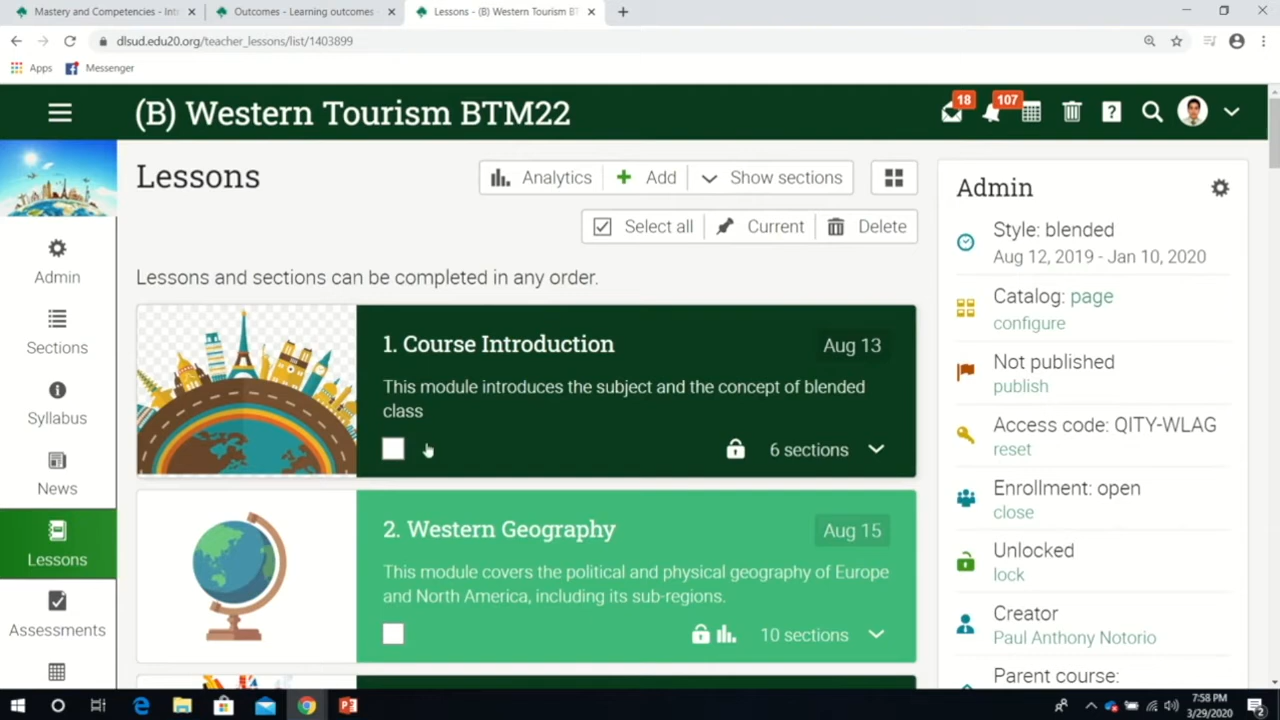 Mastery and Competencies - Intr
Outcomes - Learning outcomes -
Lessons - (B) Western Tourism BT
dlsud.edu20.org/teacher_lessons/list/1403899
Apps
Messenger
(B) Western Tourism BTM22
18
107
Lessons
Analytics
Add
Show sections
Select all
Current
Delete
Lessons and sections can be completed in any order.
1. Course Introduction
Aug 13
This module introduces the subject and the concept of blended
class
6 sections
2. Western Geography
Aug 15
This module covers the political and physical geography of Europe
and North America, including its sub-regions.
10 sections
Admin
Sections
Syllabus
News
Lessons
Assessments
Admin
Style: blended
Aug 12, 2019 - Jan 10, 2020
Catalog: page
configure
Not published
publish
Access code: QITY-WLAG
reset
Enrollment: open
close
Unlocked
lock
Creator
Paul Anthony Notorio
Parent course:
7:58 PM
3/29/2020
2